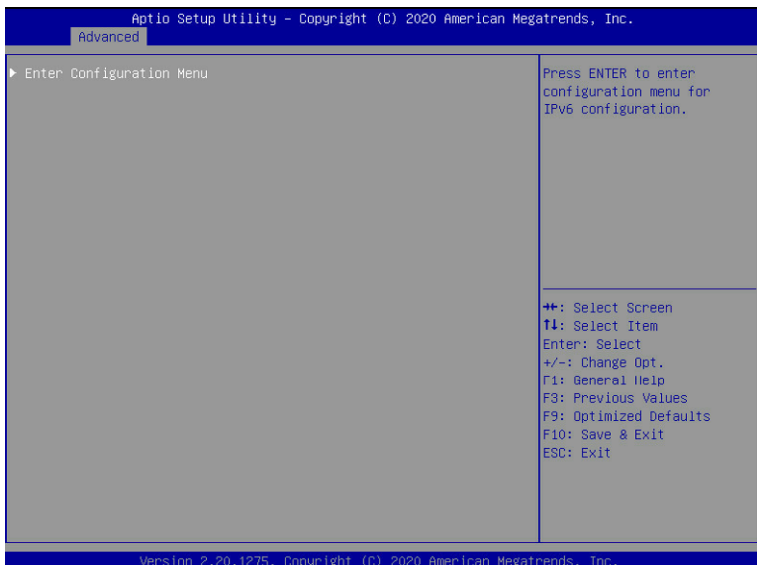 Aptio Setup Utility – Copyright (C) 2020 American Megatrends, Inc.
Advanced
▶ Enter Configuration Menu
Press ENTER to enter
configuration menu for
IPv6 configuration.
→←: Select Screen
↑↓: Select Item
Enter: Select
+/-: Change Opt.
F1: General Help
F3: Previous Values
F9: Optimized Defaults
F10: Save & Exit
ESC: Exit
Version 2.20.1275. Copyright (C) 2020 American Megatrends, Inc.